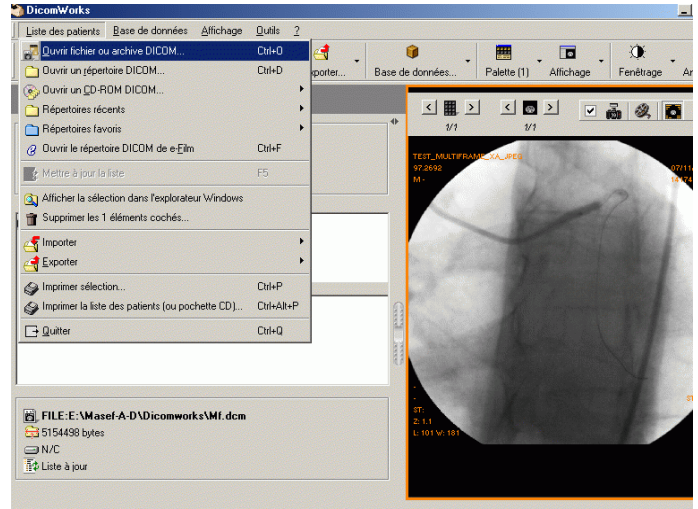 DicomWorks
Liste des patients Base de données Affichage Outils ?
Ouvrir fichier ou archive DICOM... Ctrl+O
Ouvrir un répertoire DICOM... Ctrl+D
Ouvrir un CD-ROM DICOM...
Répertoires récents
Répertoires favoris
Ouvrir le répertoire DICOM de e-Film Ctrl+F
Mettre à jour la liste F5
Afficher la sélection dans l'explorateur Windows
Supprimer les 1 éléments cochés...
Importer
Exporter
Imprimer sélection... Ctrl+P
Imprimer la liste des patients (ou pochette CD)... Ctrl+Alt+P
Quitter Ctrl+Q
xporter... Base de données... Palette (1) Affichage Fenêtrage
1/1 1/1
TEST_MULTIFRAME_XA_JPEG
97.2692 07/11/
M -
-
-
ST:
Z: 1.1
L: 101 W: 181
FILE:E:\Masef-A-D\Dicomworks\Mf.dcm
5154498 bytes
N/C
Liste à jour